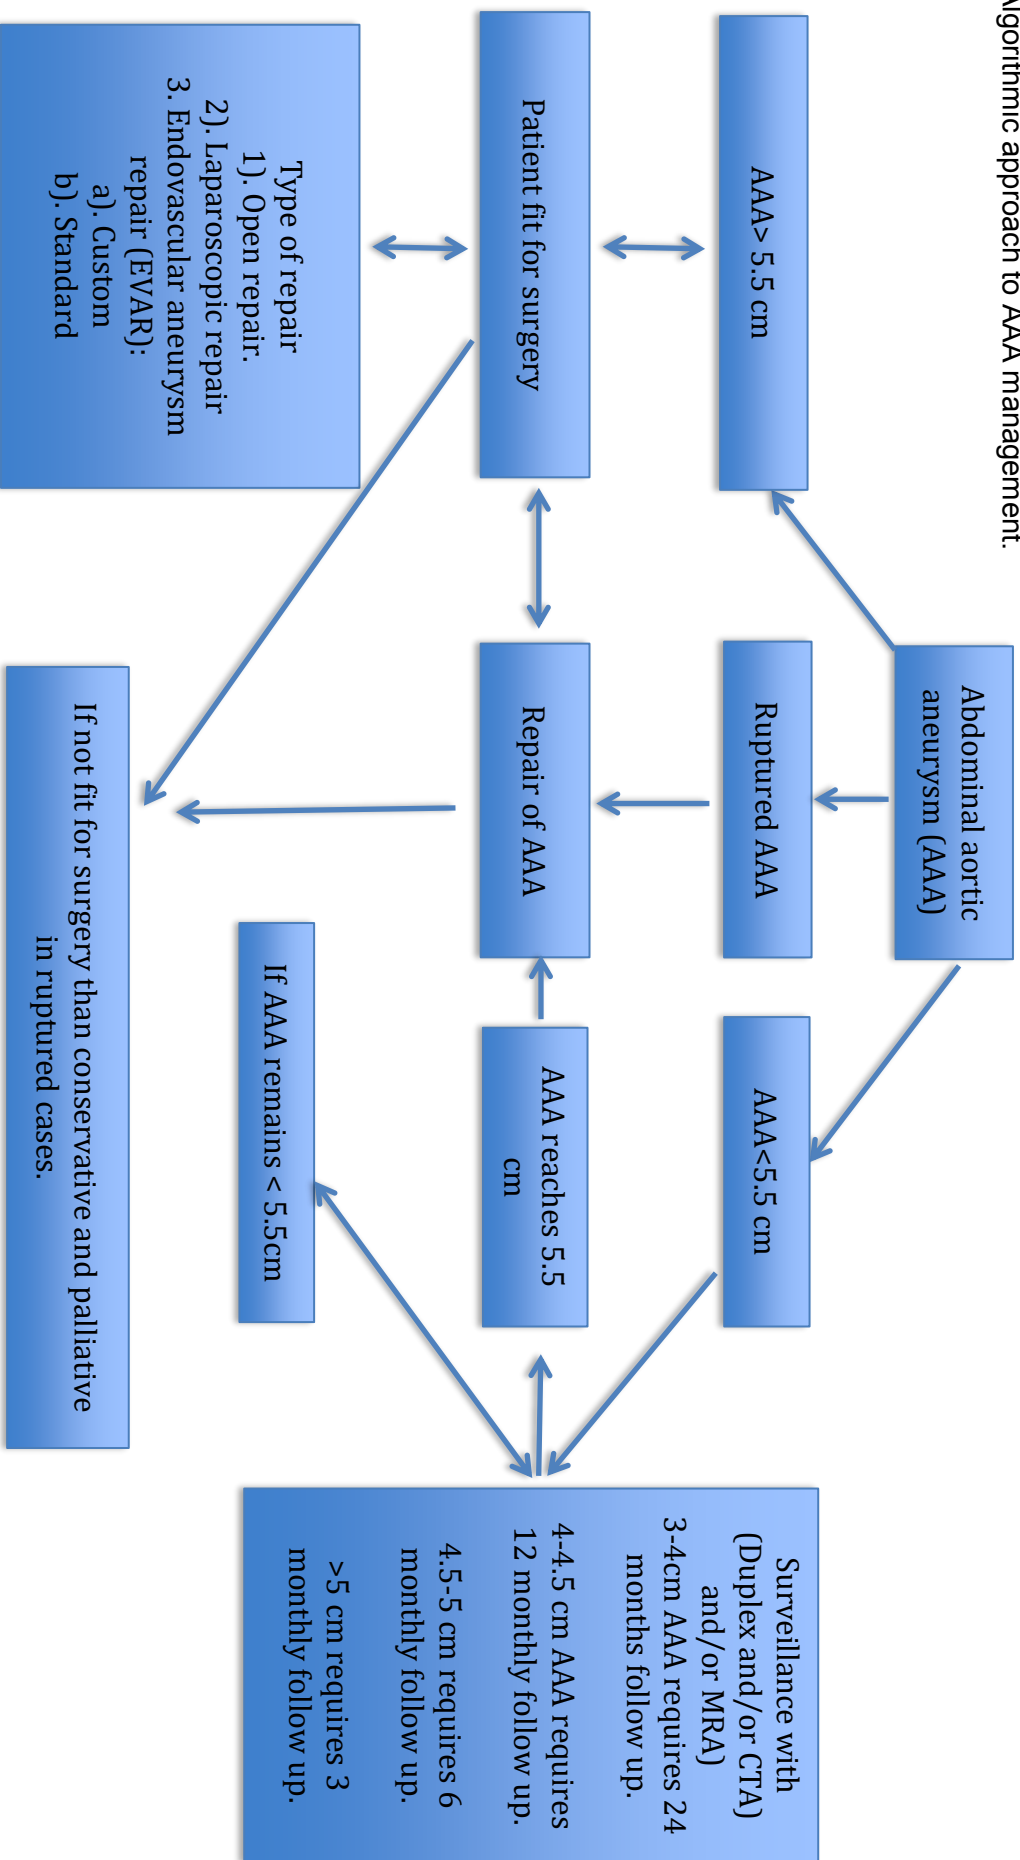 Algorithmic approach to AAA management.
Abdominal aortic
aneurysm (AAA)
AAA> 5.5 cm
Ruptured AAA
AAA<5.5 cm
Surveillance with
(Duplex and/or CTA)
and/or MRA)
3-4cm AAA requires 24
months follow up.
4-4.5 cm AAA requires
12 monthly follow up.
4.5-5 cm requires 6
monthly follow up.
>5 cm requires 3
monthly follow up.
Patient fit for surgery
Repair of AAA
AAA reaches 5.5
cm
If AAA remains < 5.5cm
Type of repair
1). Open repair.
2). Laparoscopic repair
3. Endovascular aneurysm
repair (EVAR):
a). Custom
b). Standard
If not fit for surgery than conservative and palliative
in ruptured cases.